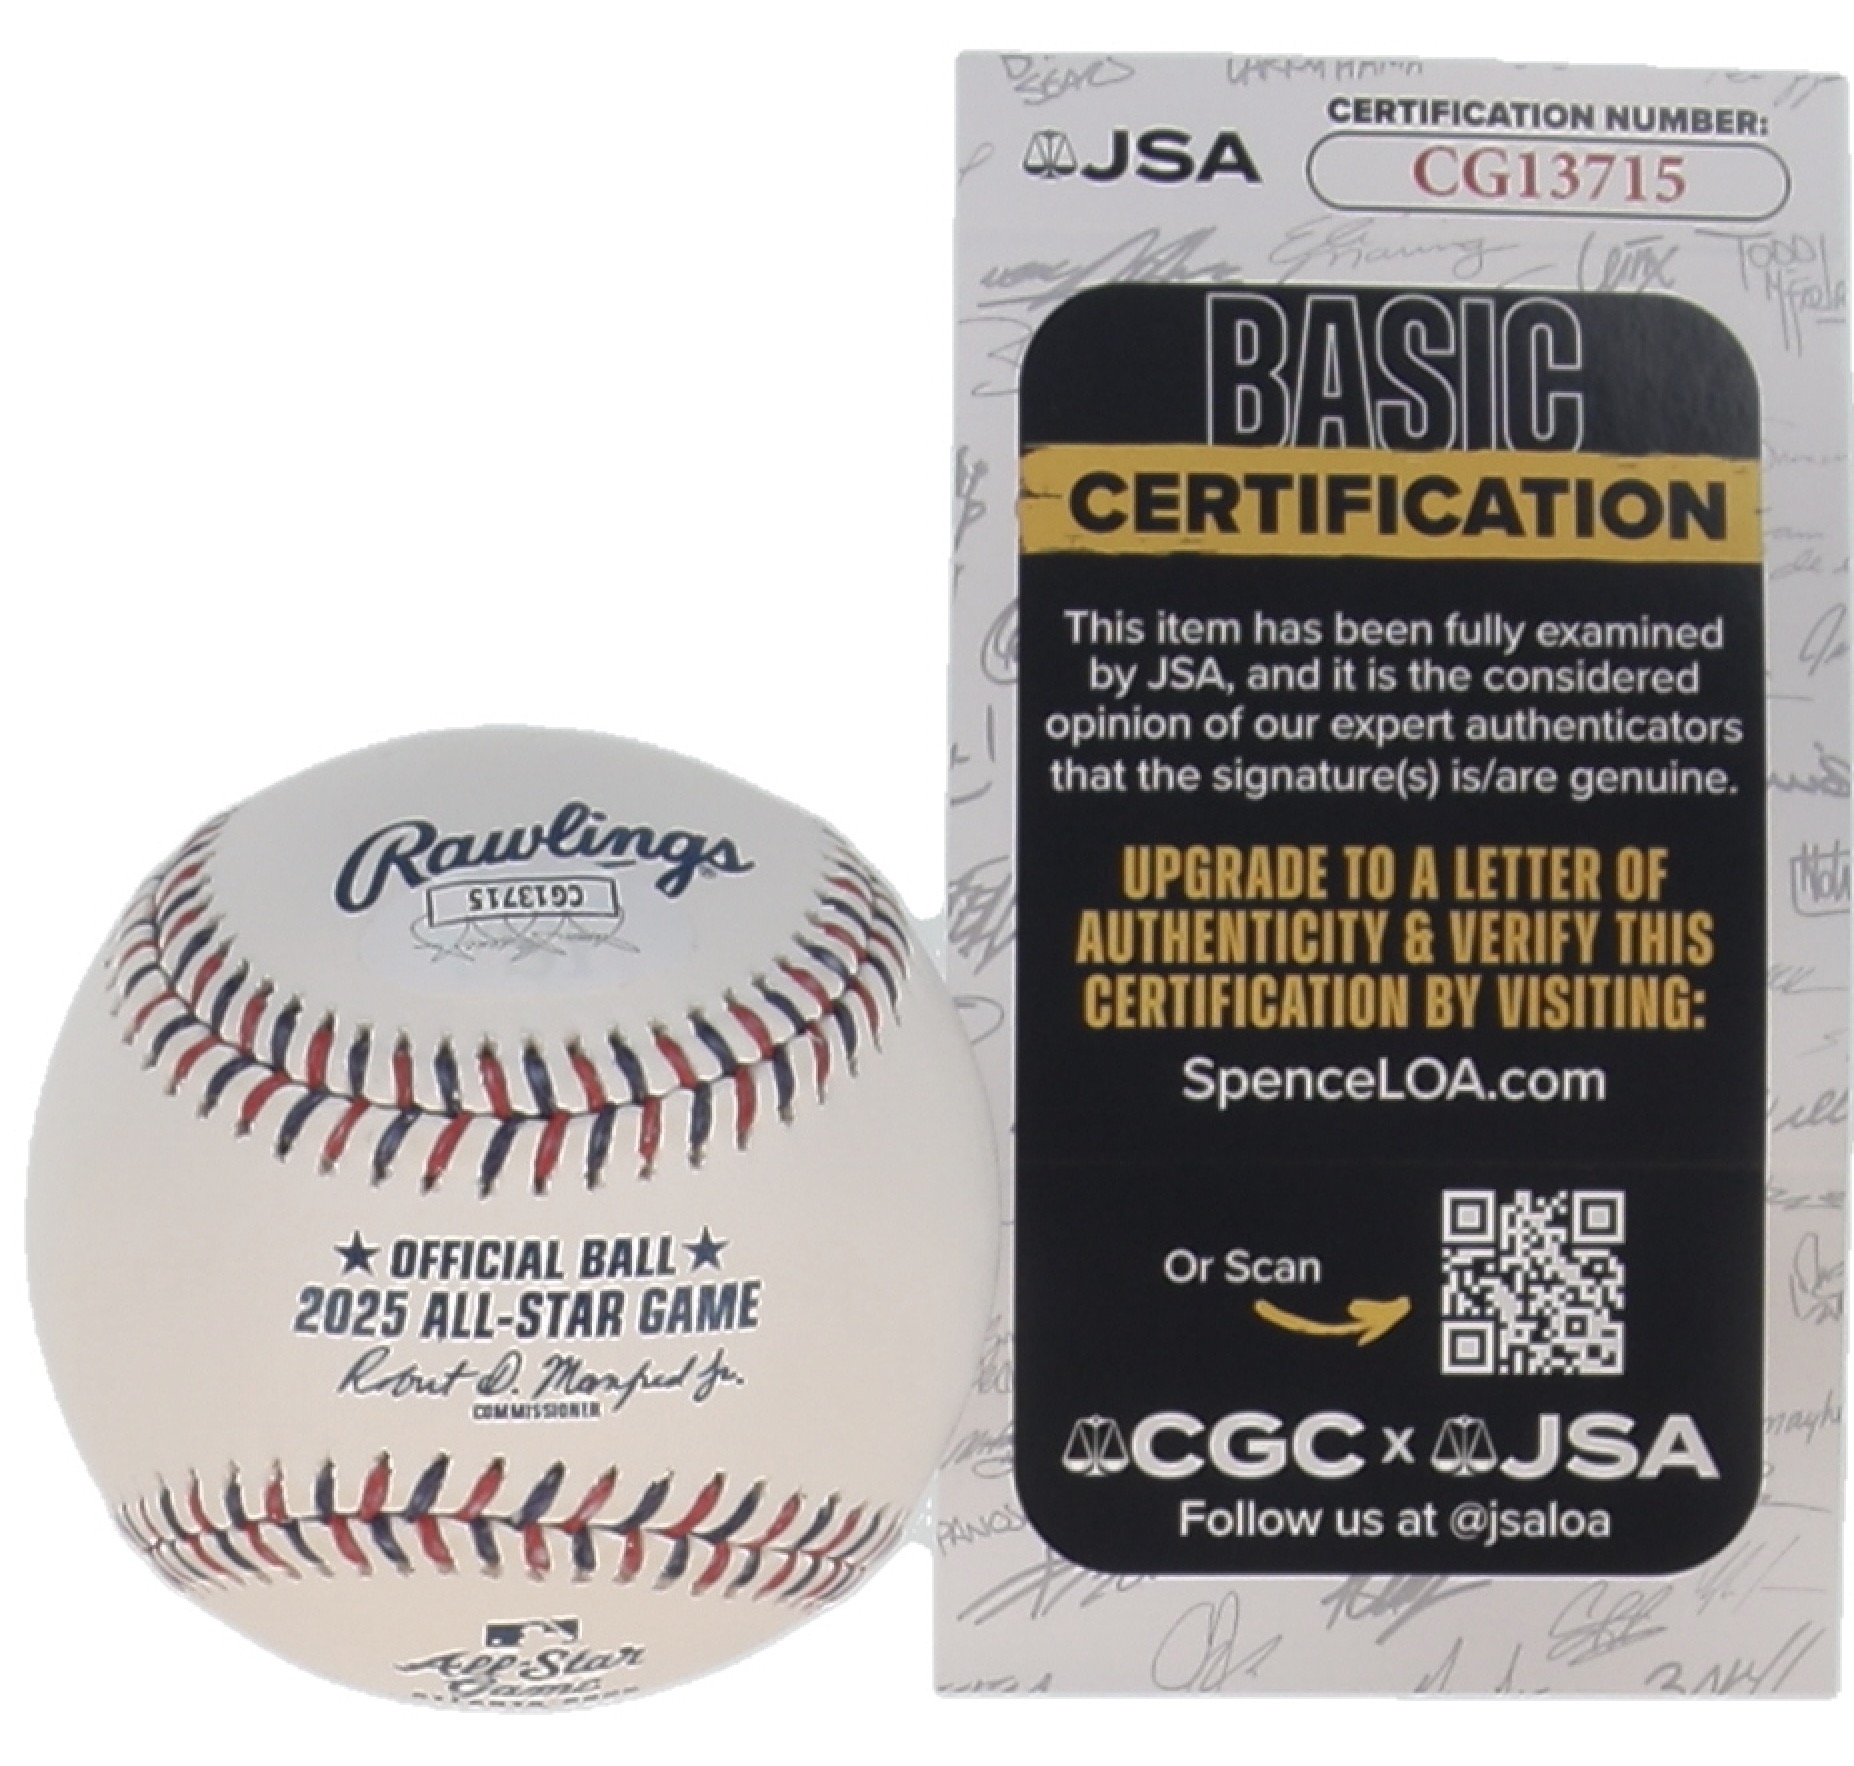 JSA
CERTIFICATION NUMBER:
CG13715
BASIC
CERTIFICATION
This item has been fully examined
by JSA, and it is the considered
opinion of our expert authenticators
that the signature(s) is/are genuine.
UPGRADE TO A LETTER OF
AUTHENTICITY & VERIFY THIS
CERTIFICATION BY VISITING:
SpenceLOA.com
Or Scan
CGC x JSA
Follow us at @jsaloa
Rawlings
CG13715
OFFICIAL BALL
2025 ALL-STAR GAME
Robert D. Manfred Jr.
COMMISSIONER
All-Star
Game